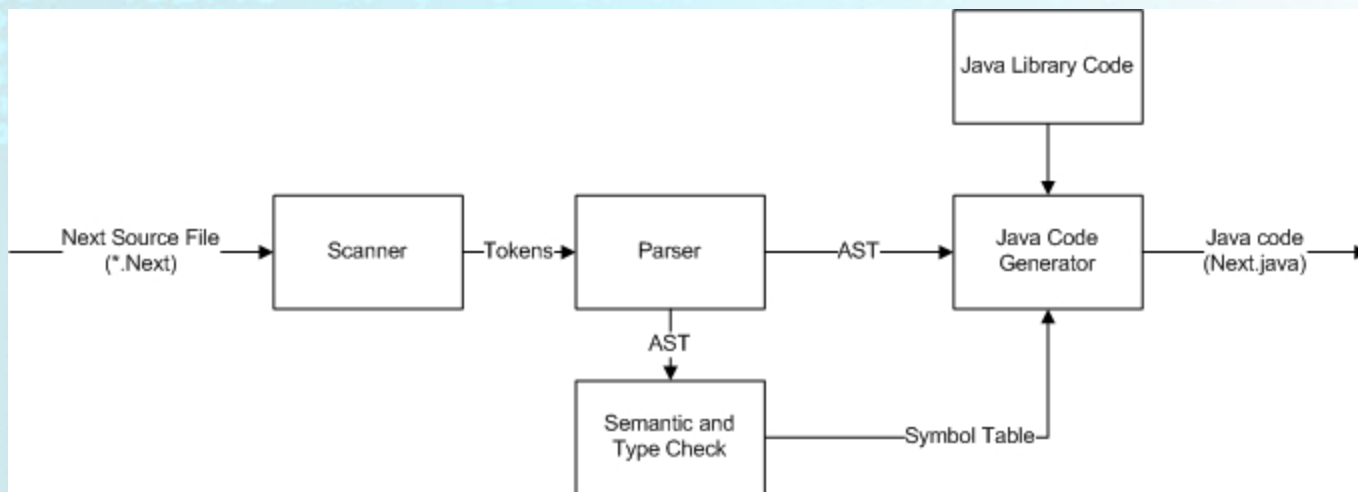 Java Library Code
Next Source File
(*.Next)
Scanner
Tokens
Parser
AST
Java Code
Generator
Java code
(Next.java)
AST
Semantic and
Type Check
Symbol Table